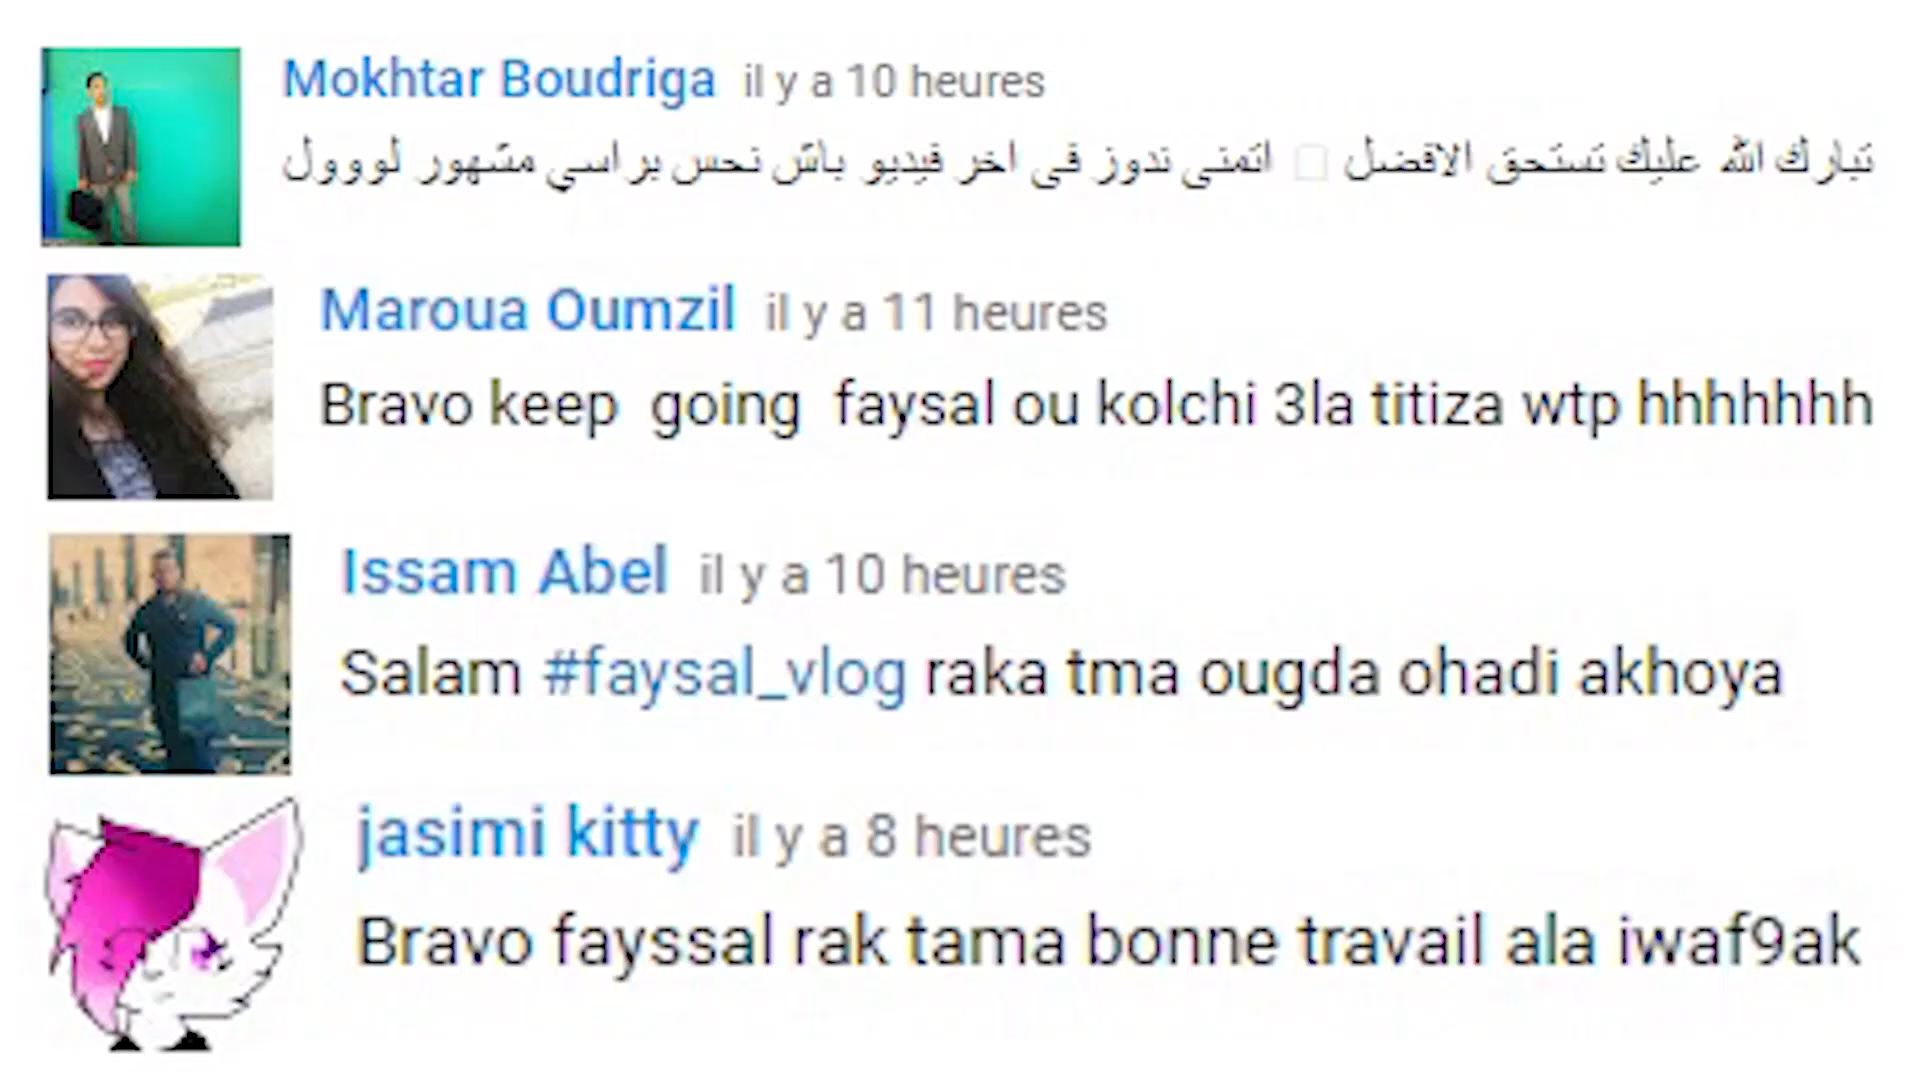 Mokhtar Boudriga il y a 10 heures
تبارك الله عليك تستحق الافضل اتمنى ندوز فى اخر فيديو باش نحس براسي مشهور لوووول
Maroua Oumzil il y a 11 heures
Bravo keep going faysal ou kolchi 3la titiza wtp hhhhhhh
Issam Abel il y a 10 heures
Salam #faysal_vlog raka tma ougda ohadi akhoya
jasimi kitty il y a 8 heures
Bravo fayssal rak tama bonne travail ala iwaf9ak